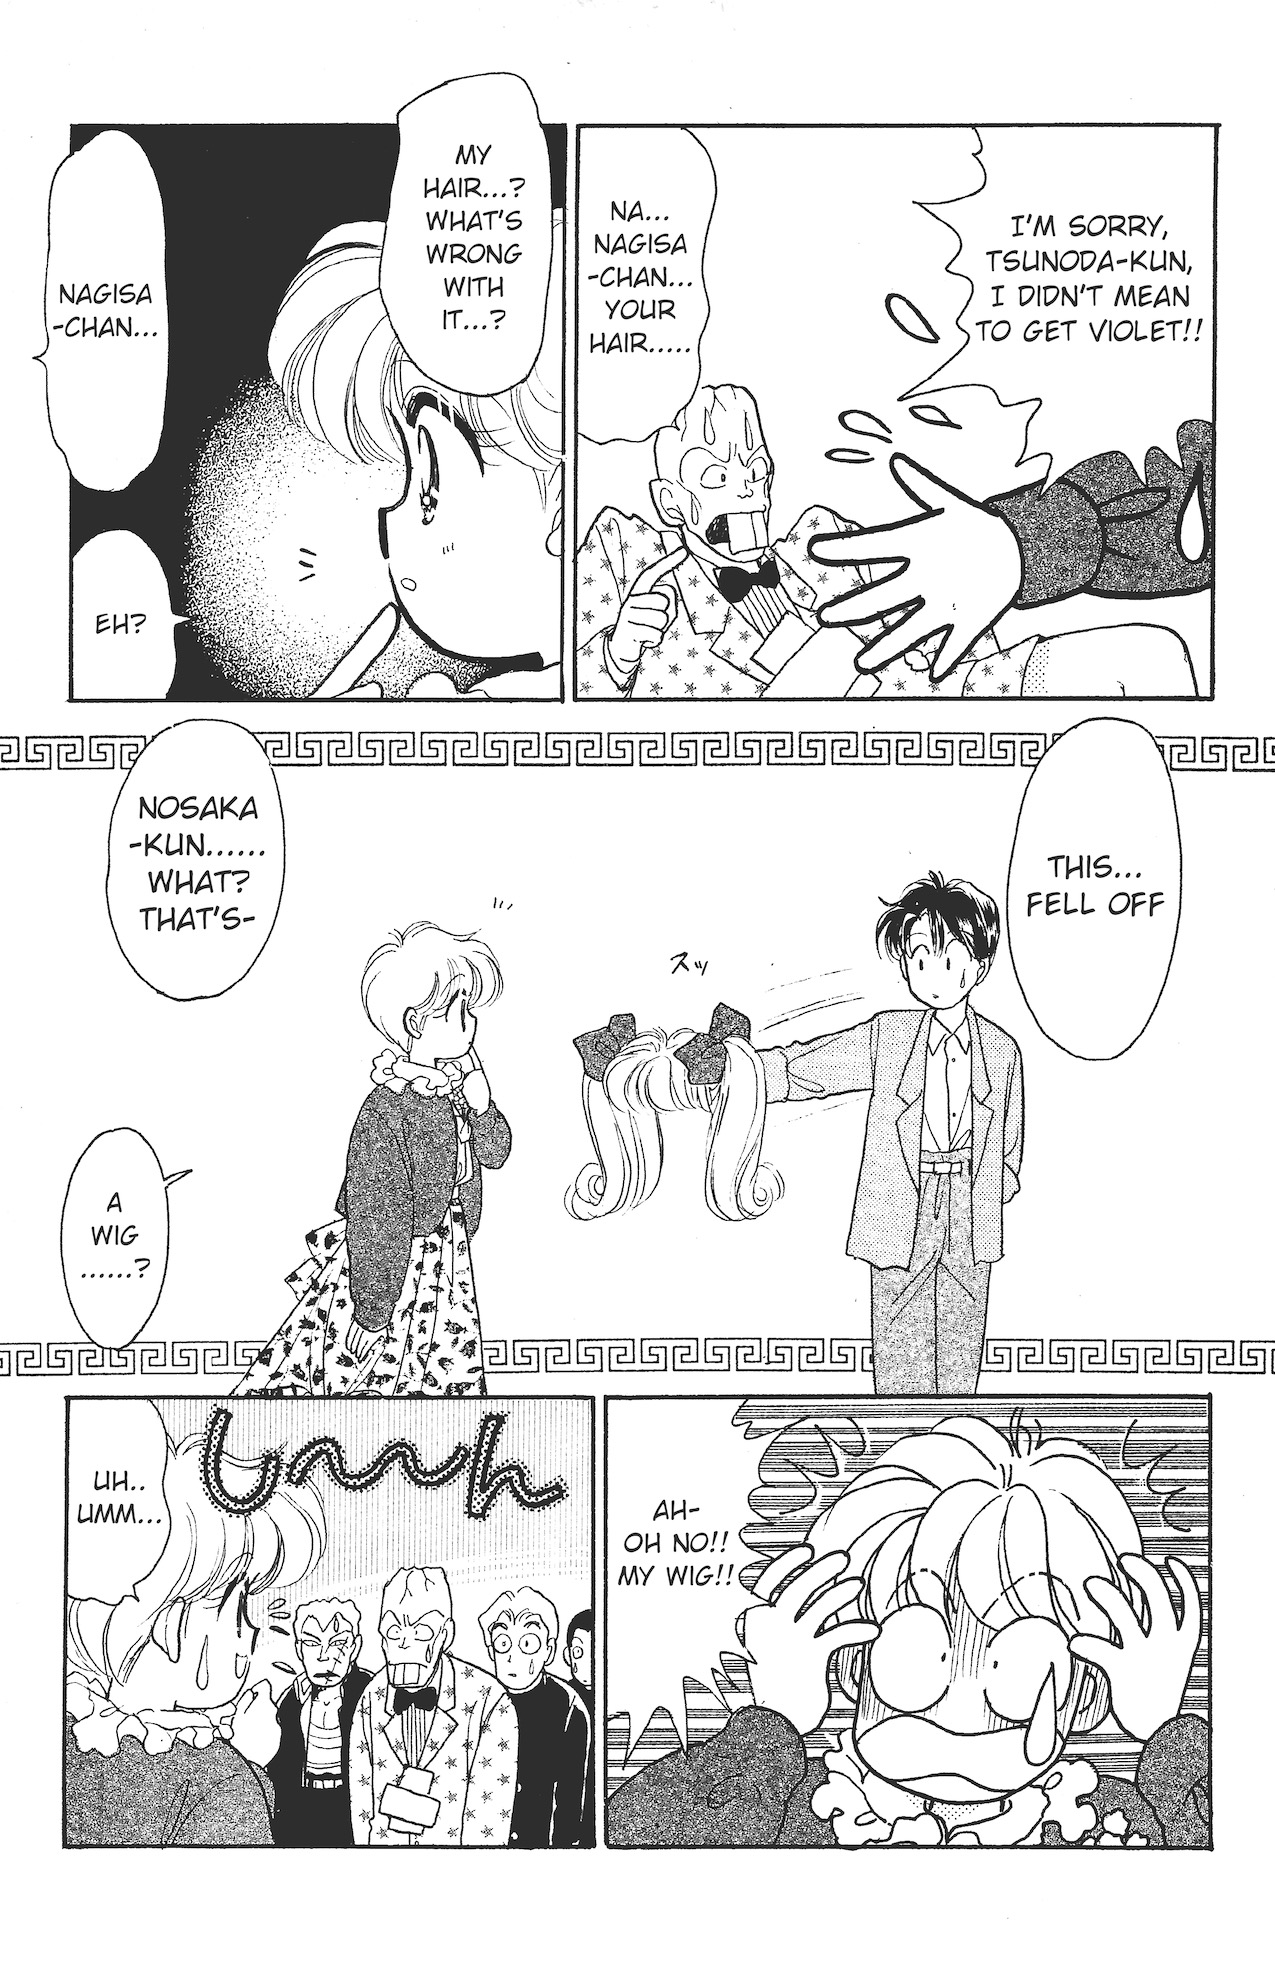 I'M SORRY,
TSUNODA-KUN,
I DIDN'T MEAN
TO GET VIOLET!!
NA...
NAGISA
-CHAN...
YOUR
HAIR.....
MY
HAIR...?
WHAT'S
WRONG
WITH
IT...?
NAGISA
-CHAN...
EH?
THIS...
FELL OFF
スッ
NOSAKA
-KUN......
WHAT?
THAT'S-
A
WIG
......?
AH-
OH NO!!
MY WIG!!
し〜〜ん
UH..
UMM...